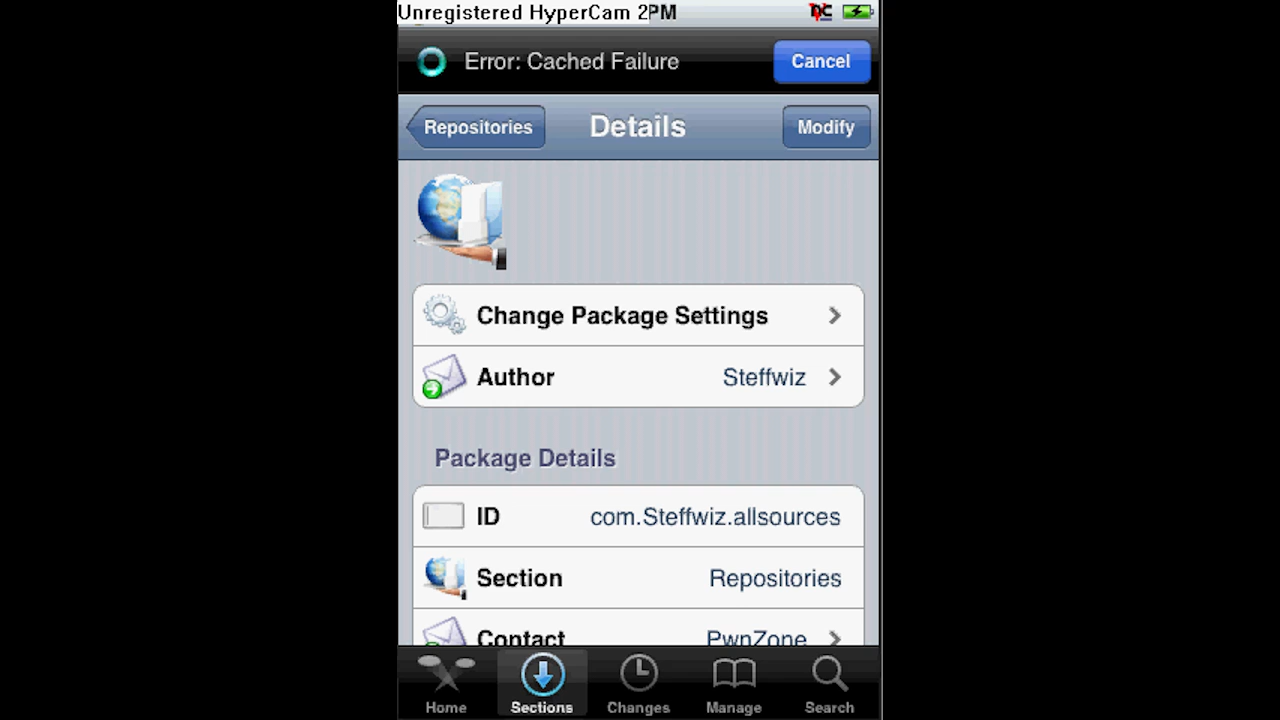 Unregistered HyperCam 2PM
Error: Cached Failure
Cancel
Repositories
Details
Modify
Change Package Settings
Author
Steffwiz
Package Details
ID
com.Steffwiz.allsources
Section
Repositories
Contact
PwnZone
Home
Sections
Changes
Manage
Search